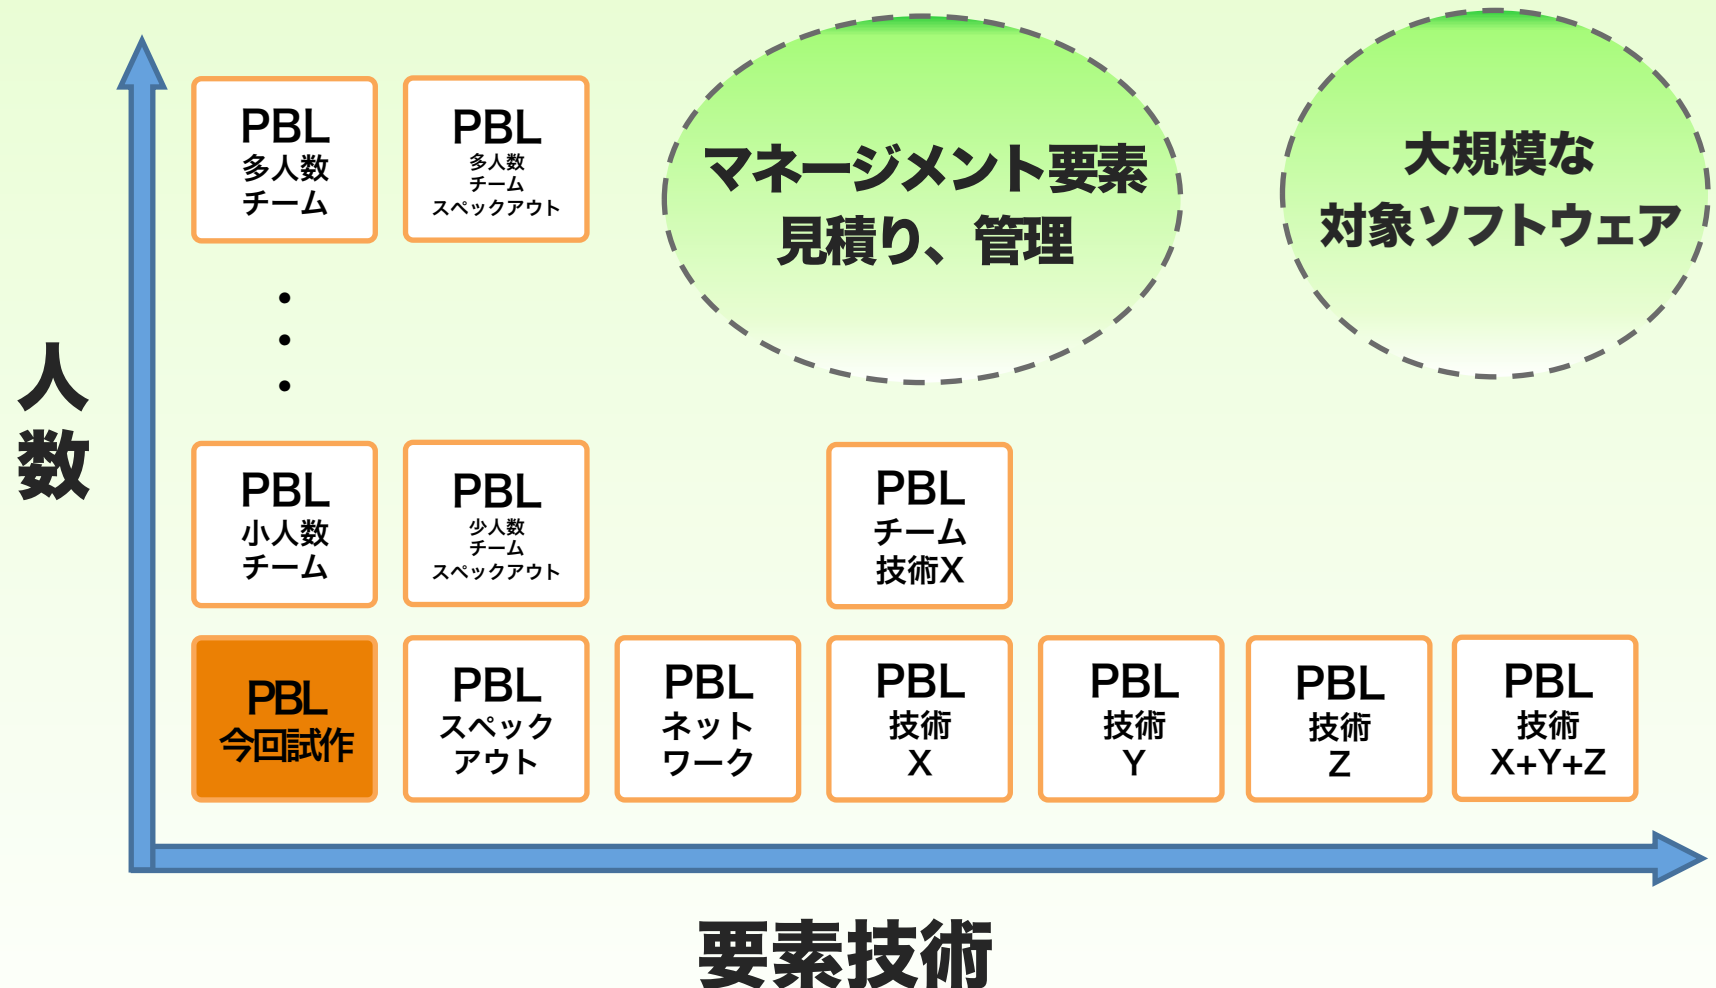 PBL
多人数
チーム
PBL
多人数
チーム
スペックアウト
マネージメント要素
見積り、管理
大規模な
対象ソフトウェア
人
数
PBL
小人数
チーム
PBL
少人数
チーム
スペックアウト
PBL
チーム
技術X
PBL
今回試作
PBL
スペック
アウト
PBL
ネット
ワーク
PBL
技術
X
PBL
技術
Y
PBL
技術
Z
PBL
技術
X+Y+Z
要素技術